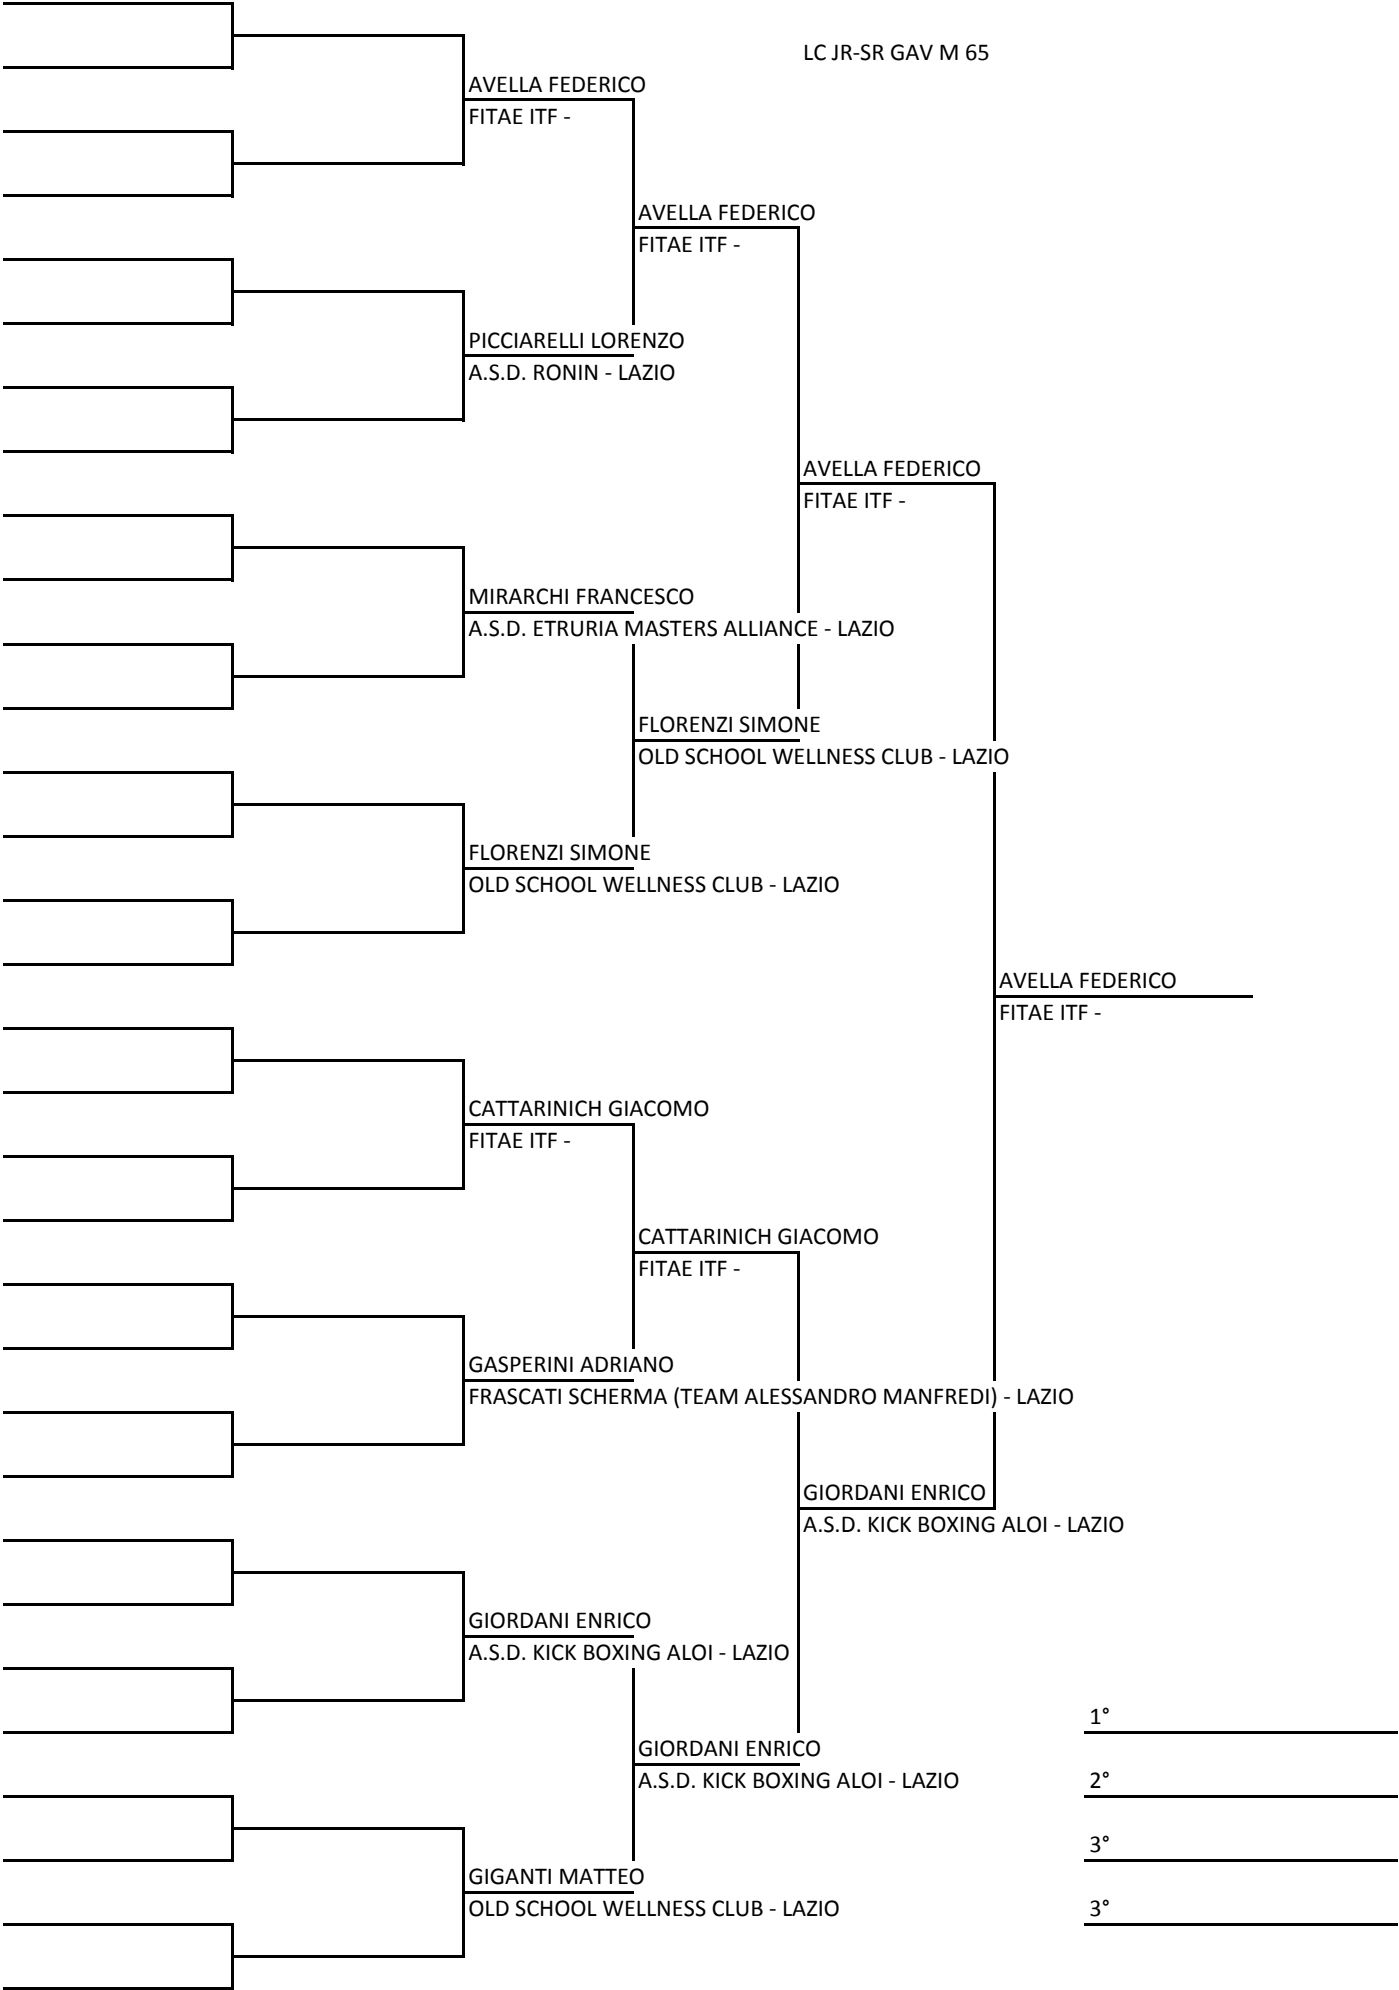 LC JR-SR GAV M 65
AVELLA FEDERICO
FITAE ITF -
AVELLA FEDERICO
FITAE ITF -
PICCIARELLI LORENZO
A.S.D. RONIN - LAZIO
AVELLA FEDERICO
FITAE ITF -
MIRARCHI FRANCESCO
A.S.D. ETRURIA MASTERS ALLIANCE - LAZIO
FLORENZI SIMONE
OLD SCHOOL WELLNESS CLUB - LAZIO
FLORENZI SIMONE
OLD SCHOOL WELLNESS CLUB - LAZIO
AVELLA FEDERICO
FITAE ITF -
CATTARINICH GIACOMO
FITAE ITF -
CATTARINICH GIACOMO
FITAE ITF -
GASPERINI ADRIANO
FRASCATI SCHERMA (TEAM ALESSANDRO MANFREDI) - LAZIO
GIORDANI ENRICO
A.S.D. KICK BOXING ALOI - LAZIO
GIORDANI ENRICO
A.S.D. KICK BOXING ALOI - LAZIO
1°
GIORDANI ENRICO
A.S.D. KICK BOXING ALOI - LAZIO
2°
3°
GIGANTI MATTEO
OLD SCHOOL WELLNESS CLUB - LAZIO
3°